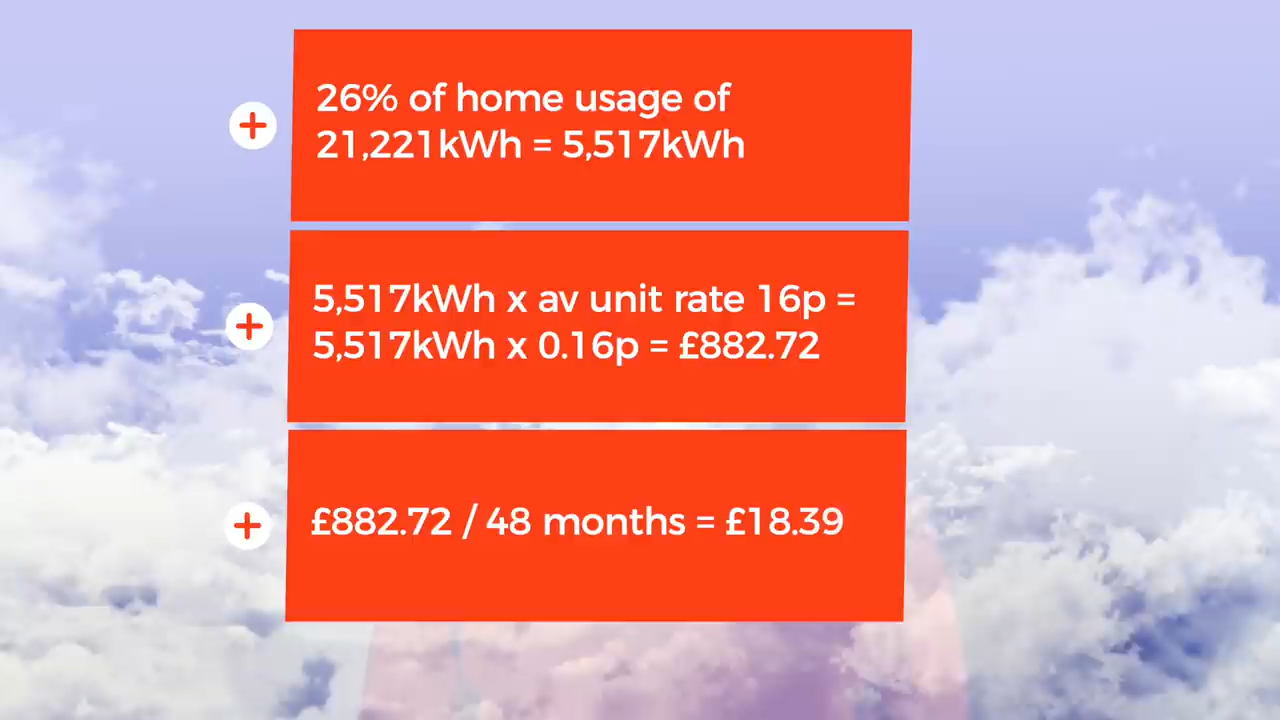 26% of home usage of
21,221kWh = 5,517kWh
5,517kWh x av unit rate 16p =
5,517kWh x 0.16p = £882.72
£882.72 / 48 months = £18.39